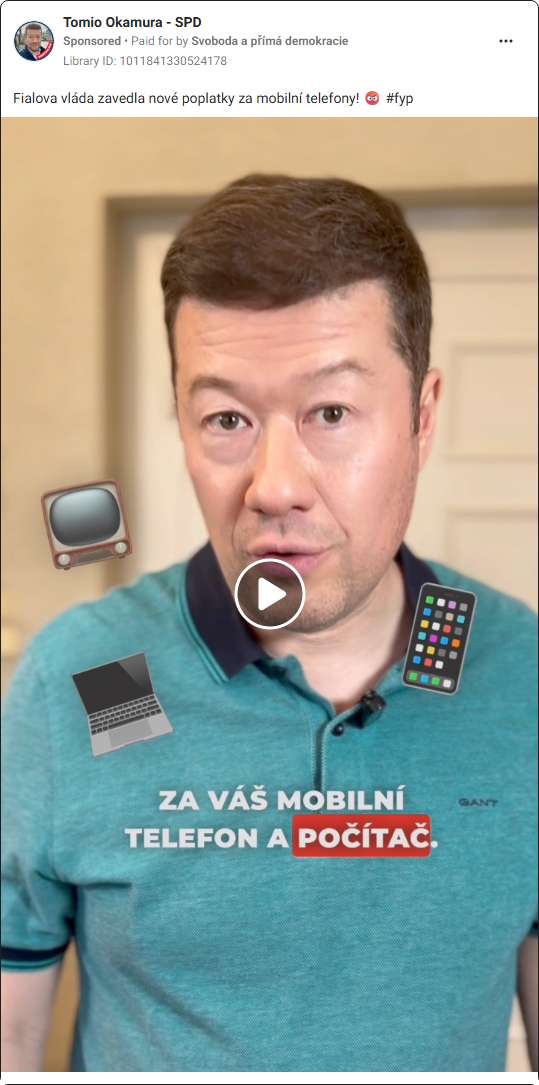 Tomio Okamura - SPD
Sponsored • Paid for by Svoboda a přímá demokracie
Library ID: 1011841330524178
Fialova vláda zavedla nové poplatky za mobilní telefony! 😡 #fyp
GANT
ZA VÁŠ MOBILNÍ
TELEFON A POČÍTAČ.